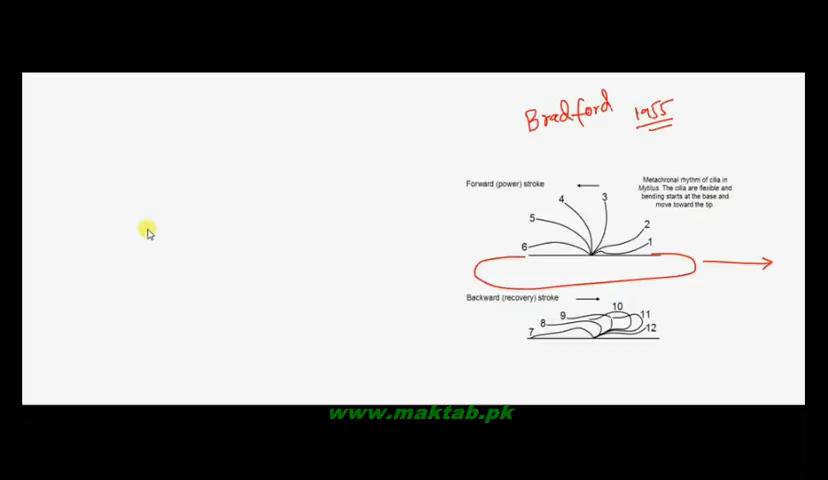 Bradford 1955
Metachronal rhythm of cilia in
Mytilus. The cilia are flexible and
bending starts at the base and
move toward the tip.
Forward (power) stroke
4
3
5
2
6
1
Backward (recovery) stroke
10
9
11
8
12
7
www.maktab.pk